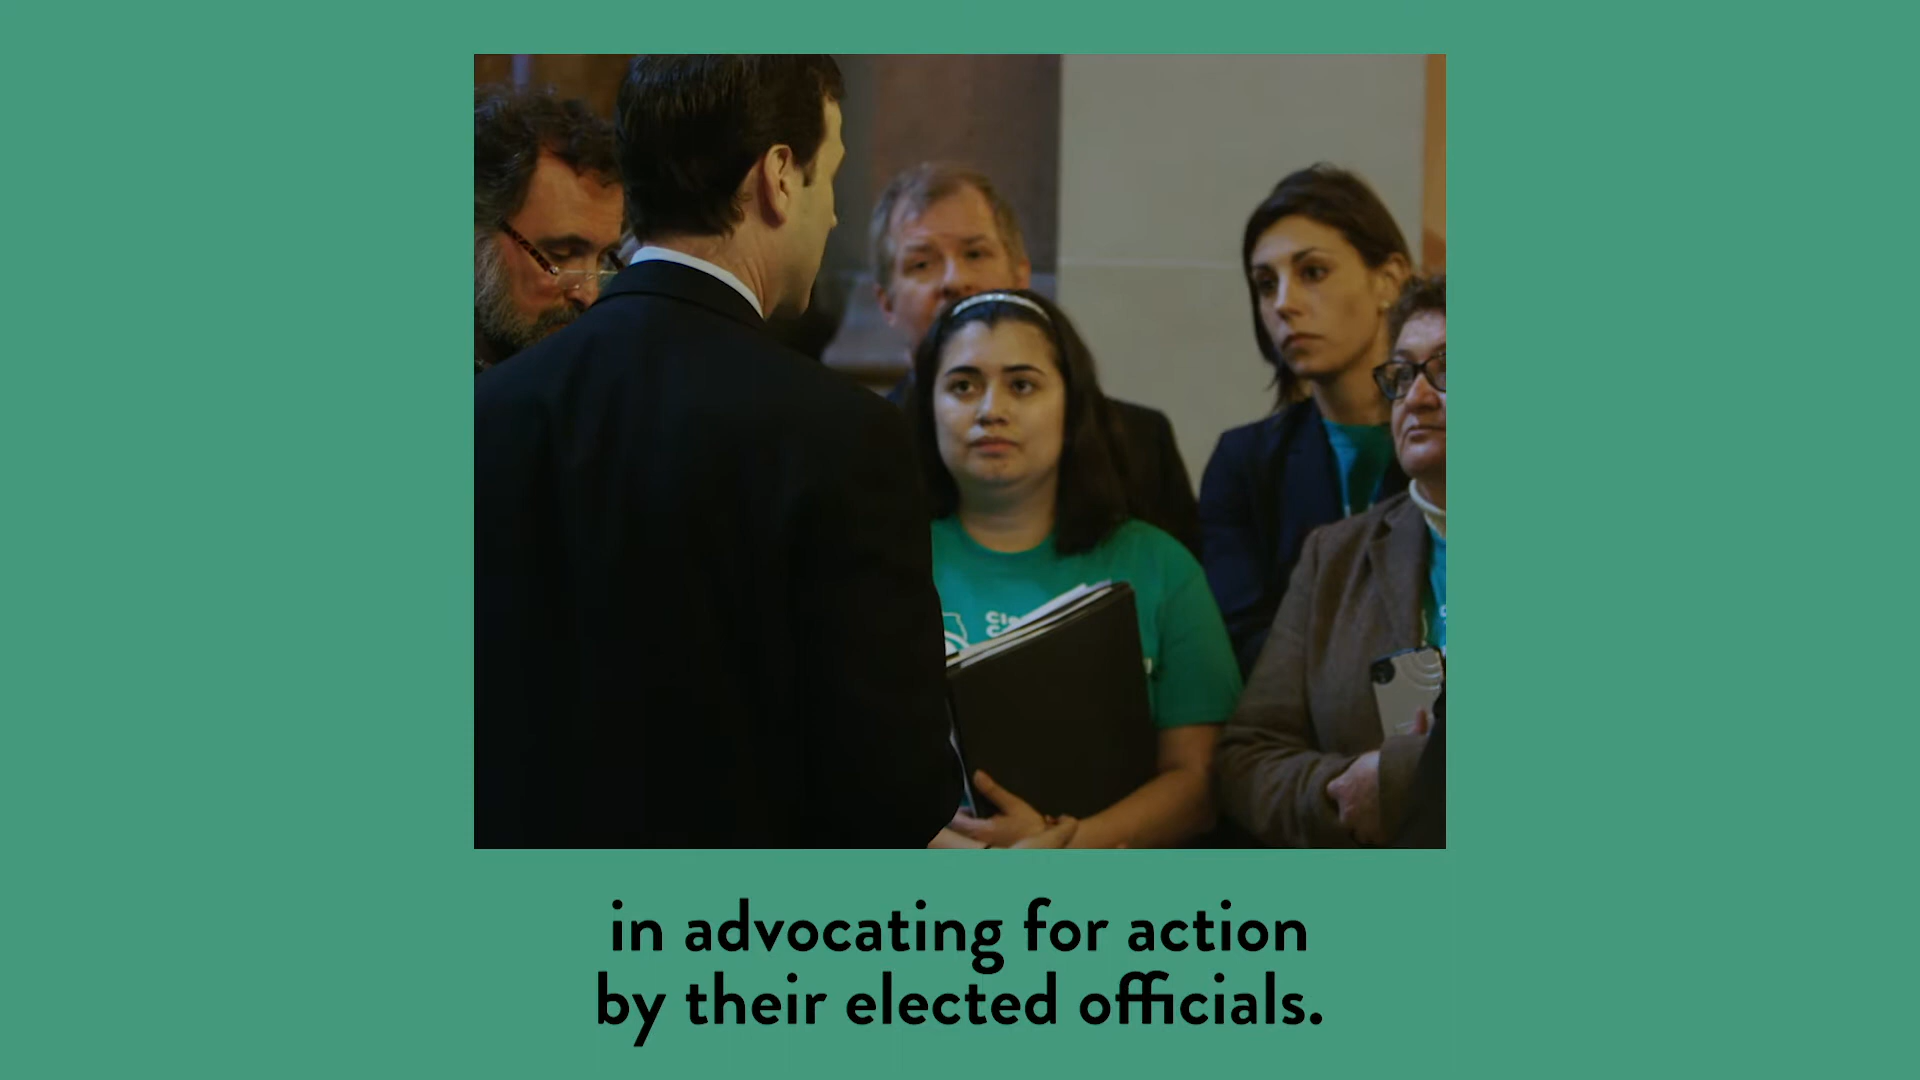 in advocating for action
by their elected officials.